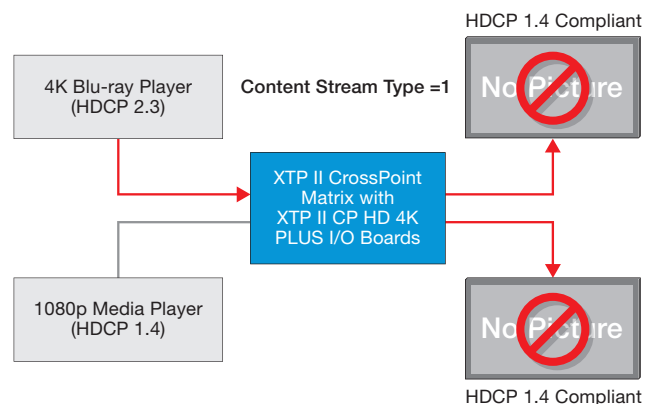 HDCP 1.4 Compliant
4K Blu-ray Player
(HDCP 2.3)
Content Stream Type =1
No Picture
XTP II CrossPoint
Matrix with
XTP II CP HD 4K
PLUS I/O Boards
1080p Media Player
(HDCP 1.4)
No Picture
HDCP 1.4 Compliant